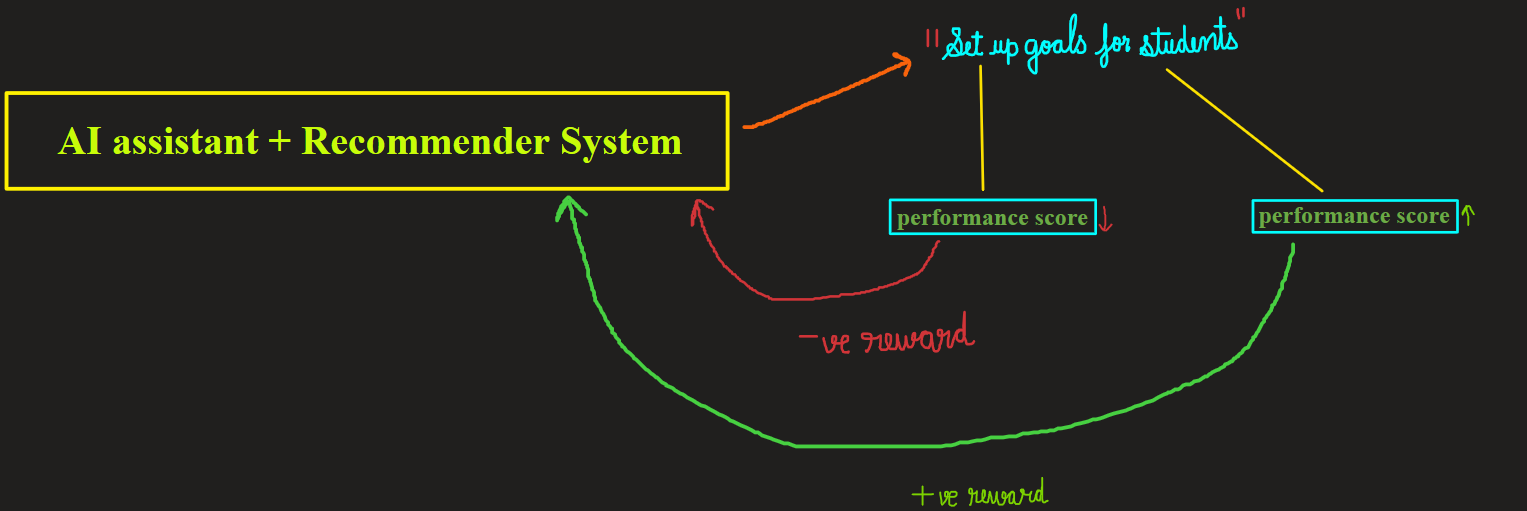 "Set up goals for students"
AI assistant + Recommender System
performance score ↓
performance score ↑
-ve reward
+ve reward